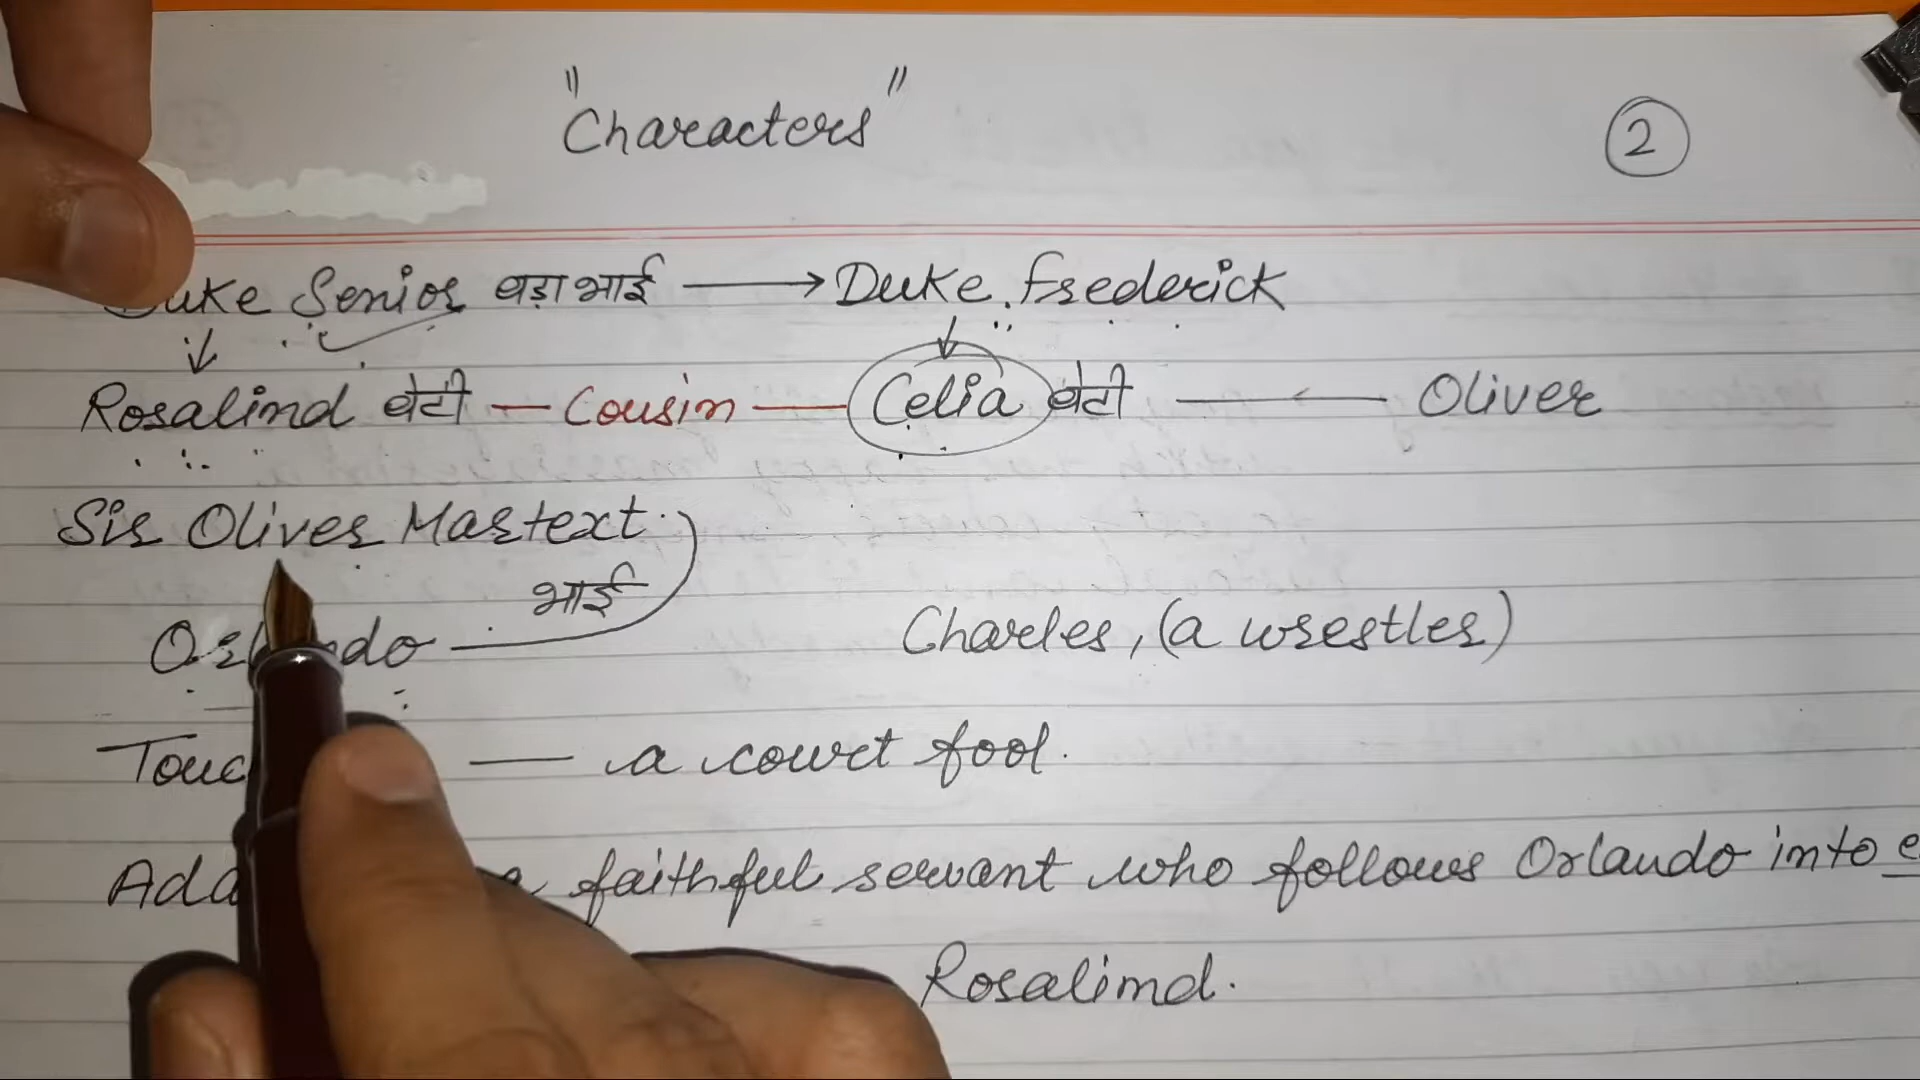 "Characters"
2
Duke Senior बड़ा भाई → Duke Frederick
↓ ↓
Rosalind बेटी — Cousin — Celia बेटी — Oliver
Sir Oliver Martext
भाई
Charles, (a wrestler)
— a court fool.
a faithful servant who follows Orlando into
Rosalind.